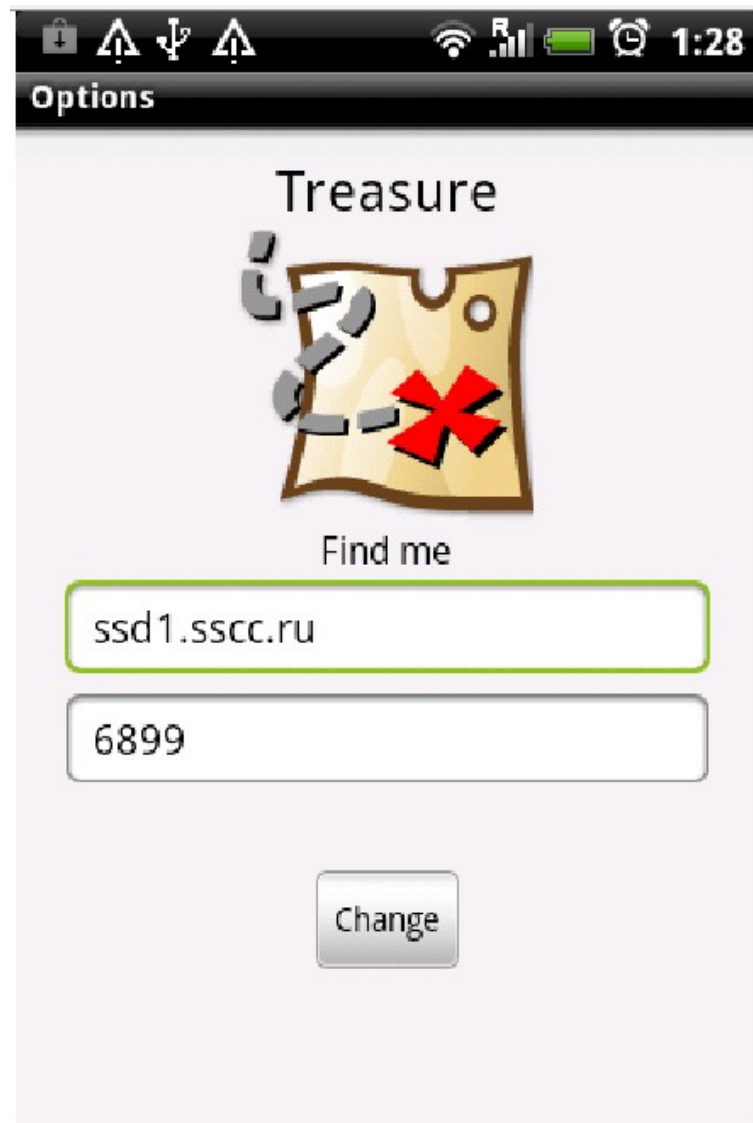 R
1:28
Options
Treasure
Find me
ssd1.sscc.ru
6899
Change